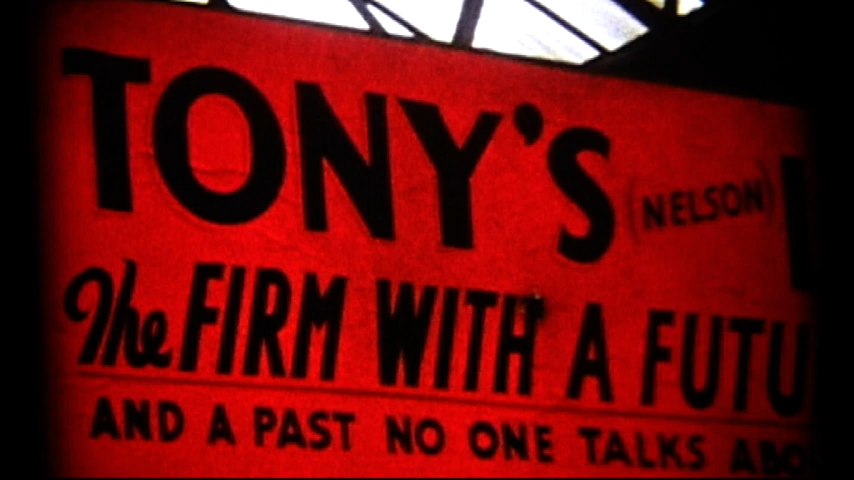 TONY'S (NELSON)
The FIRM WITH A FUTU
AND A PAST NO ONE TALKS ABO